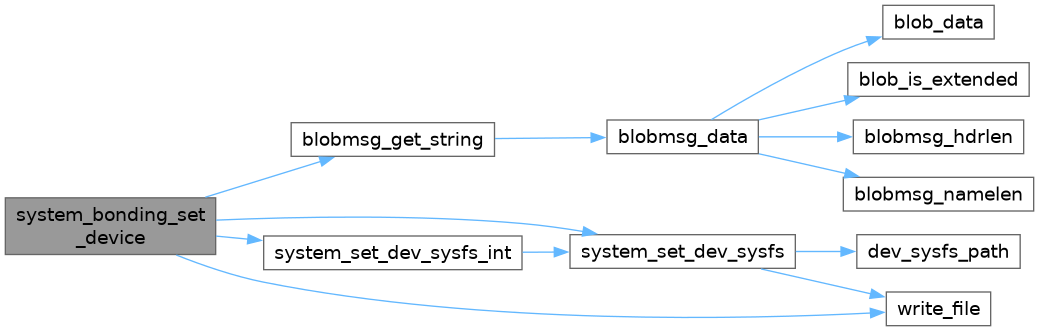 system_bonding_set
_device
blobmsg_get_string
system_set_dev_sysfs_int
blobmsg_data
system_set_dev_sysfs
blob_data
blob_is_extended
blobmsg_hdrlen
blobmsg_namelen
dev_sysfs_path
write_file